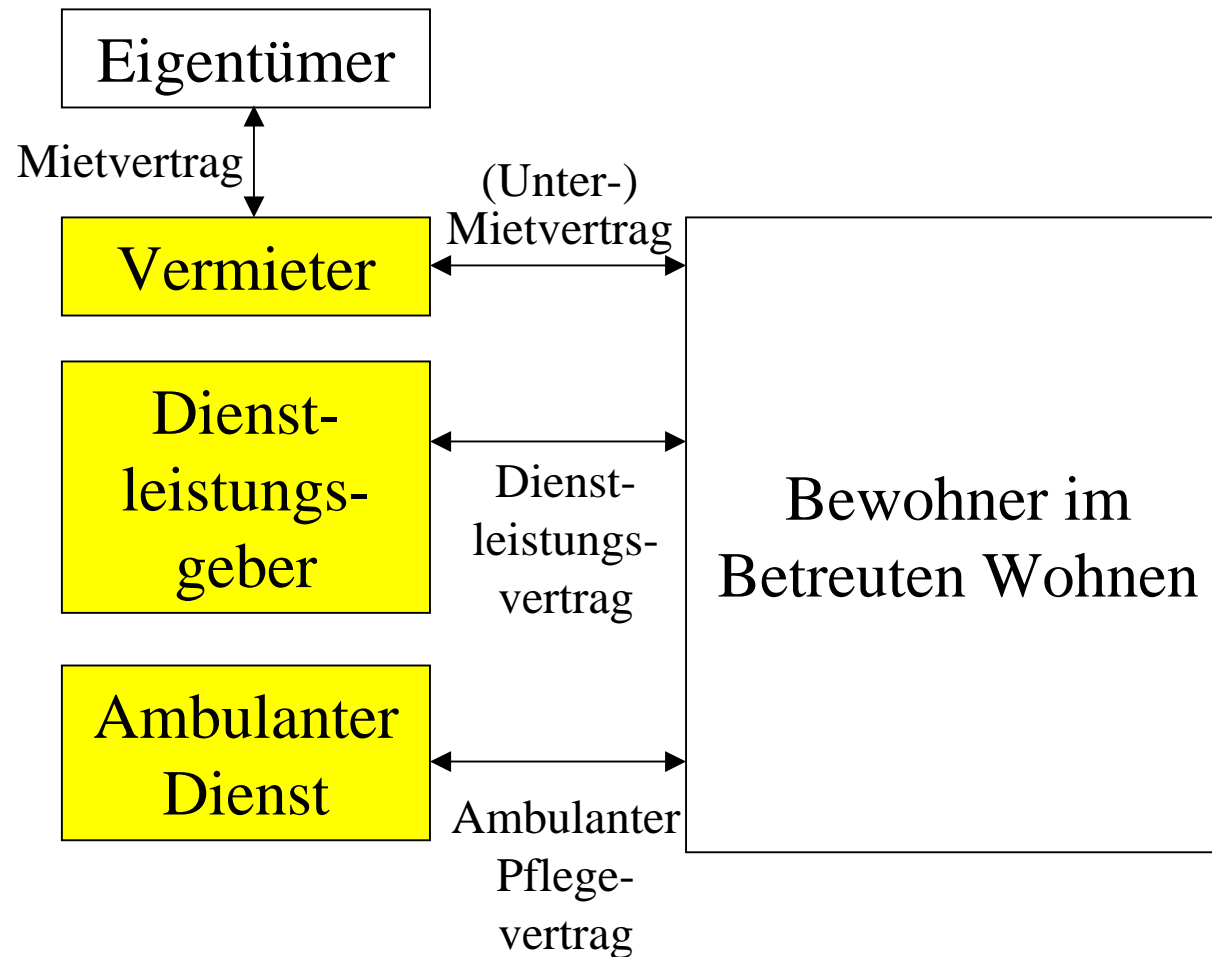 Eigentümer
Mietvertrag
(Unter-)
Mietvertrag
Vermieter
Dienst-
leistungs-
geber
Dienst-
leistungs-
vertrag
Bewohner im
Betreuten Wohnen
Ambulanter
Dienst
Ambulanter
Pflege-
vertrag